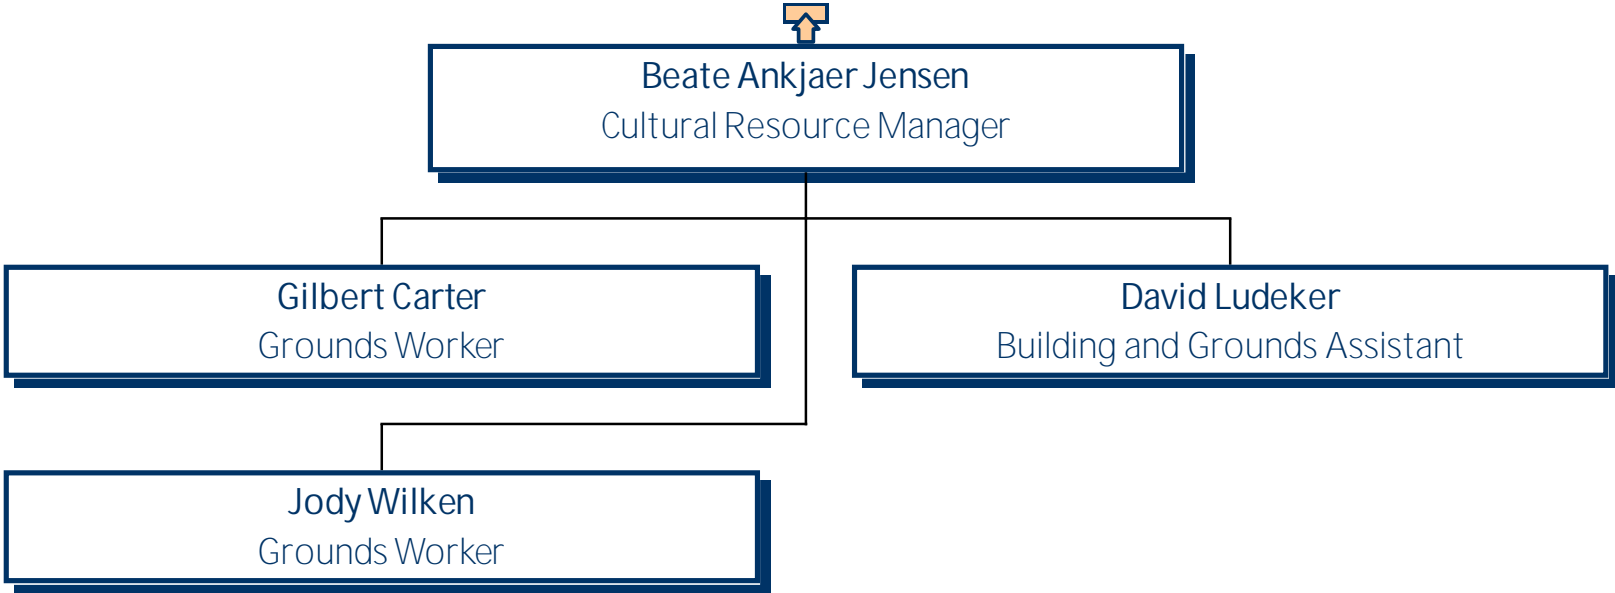 Beate Ankjaer Jensen
Cultural Resource Manager
Gilbert Carter
Grounds Worker
David Ludeker
Building and Grounds Assistant
Jody Wilken
Grounds Worker